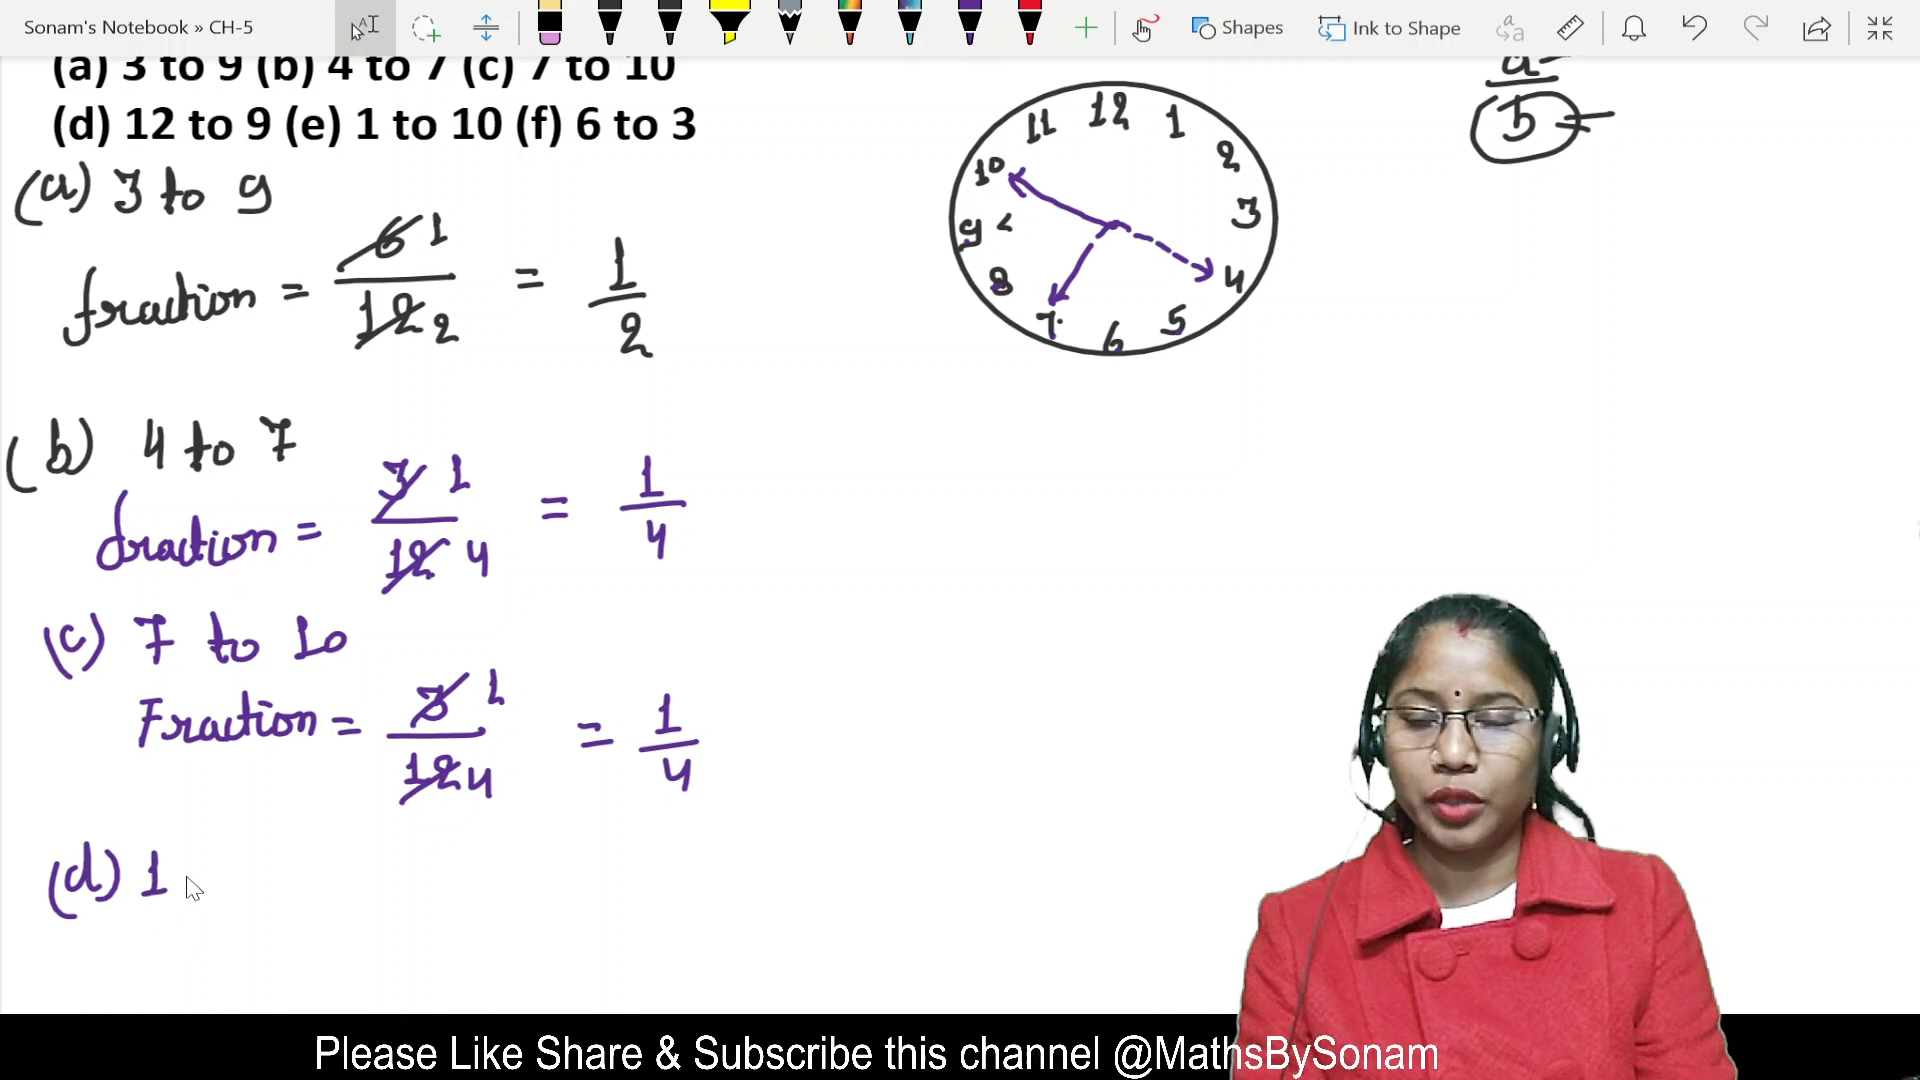 Sonam's Notebook » CH-5
Shapes
Ink to Shape
(a) 3 to 9 (b) 4 to 7 (c) 7 to 10
(d) 12 to 9 (e) 1 to 10 (f) 6 to 3
(a) 3 to 9
fraction = 6 1 / 12 2 = 1 / 2
(b) 4 to 7
fraction = 3 1 / 12 4 = 1 / 4
(c) 7 to 10
Fraction = 3 1 / 12 4 = 1 / 4
(d) 1
11 12 1
10 2
9 3
8 4
7 6 5
b
Please Like Share & Subscribe this channel @MathsBySonam